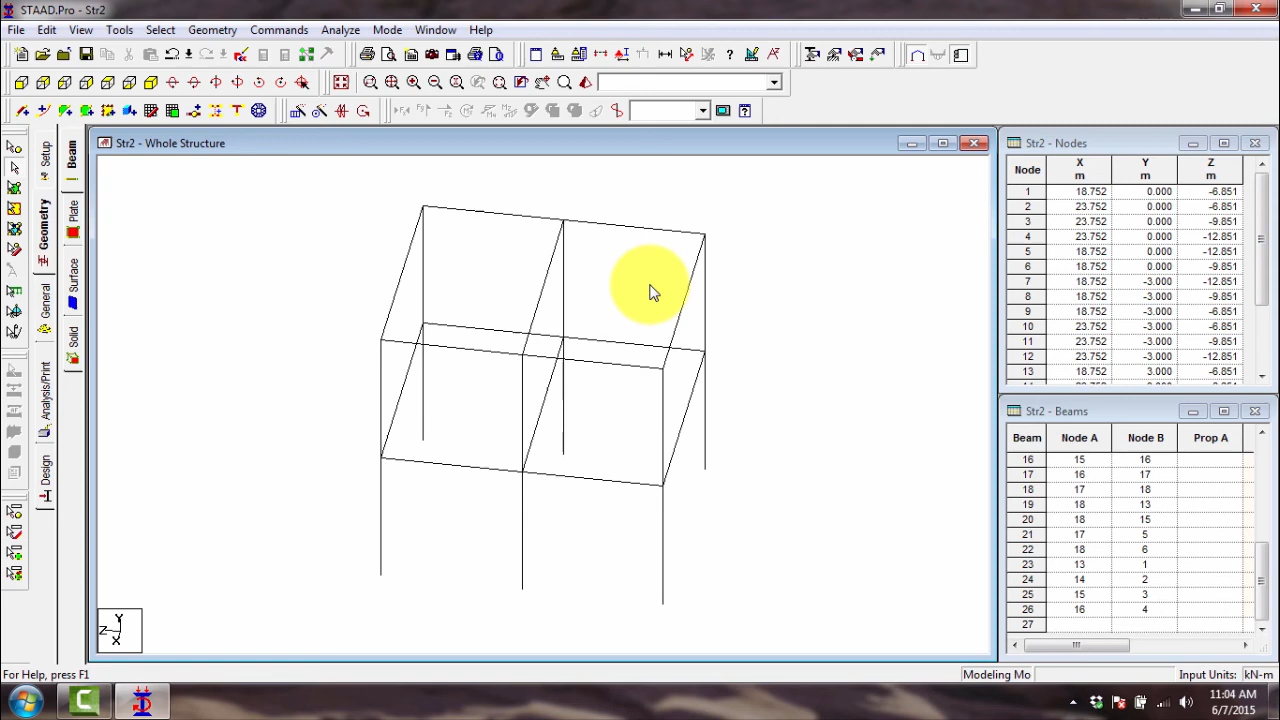 STAAD.Pro - Str2
File Edit View Tools Select Geometry Commands Analyze Mode Window Help
Setup
Geometry
General
Analysis/Print
Design
Beam
Plate
Surface
Solid
Str2 - Whole Structure
Y
Z
X
Str2 - Nodes
Node X m Y m Z m
1 18.752 0.000 -6.851
2 23.752 0.000 -6.851
3 23.752 0.000 -9.851
4 23.752 0.000 -12.851
5 18.752 0.000 -12.851
6 18.752 0.000 -9.851
7 18.752 -3.000 -12.851
8 18.752 -3.000 -9.851
9 18.752 -3.000 -6.851
10 23.752 -3.000 -6.851
11 23.752 -3.000 -9.851
12 23.752 -3.000 -12.851
13 18.752 3.000 -6.851
Str2 - Beams
Beam Node A Node B Prop A
16 15 16
17 16 17
18 17 18
19 18 13
20 18 15
21 17 5
22 18 6
23 13 1
24 14 2
25 15 3
26 16 4
27
For Help, press F1
Modeling Mo
Input Units:
kN-m
11:04 AM
6/7/2015